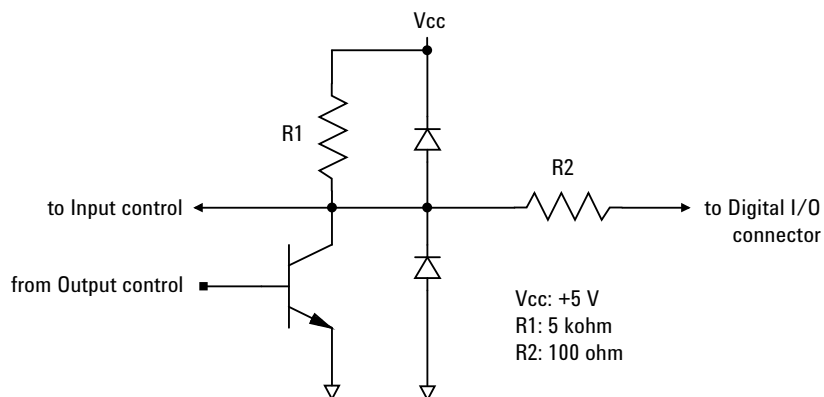 Vcc
R1
R2
to Input control
to Digital I/O
connector
from Output control
Vcc: +5 V
R1: 5 kohm
R2: 100 ohm